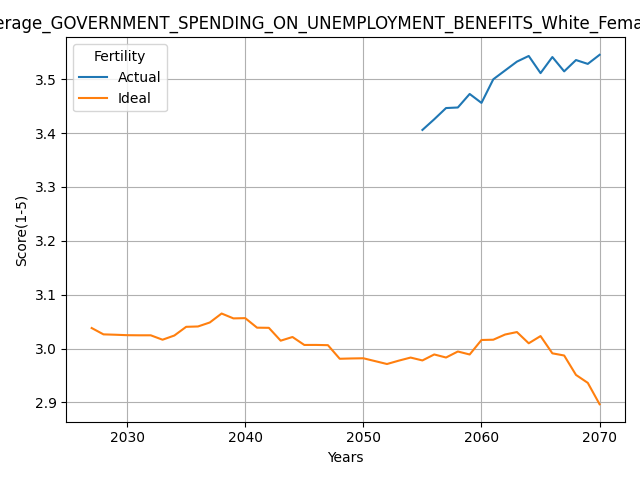 erage_GOVERNMENT_SPENDING_ON_UNEMPLOYMENT_BENEFITS_White_Fema
Fertility
Actual
Ideal
3.5
3.4
3.3
3.2
3.1
3.0
2.9
Score(1-5)
2030 2040 2050 2060 2070
Years